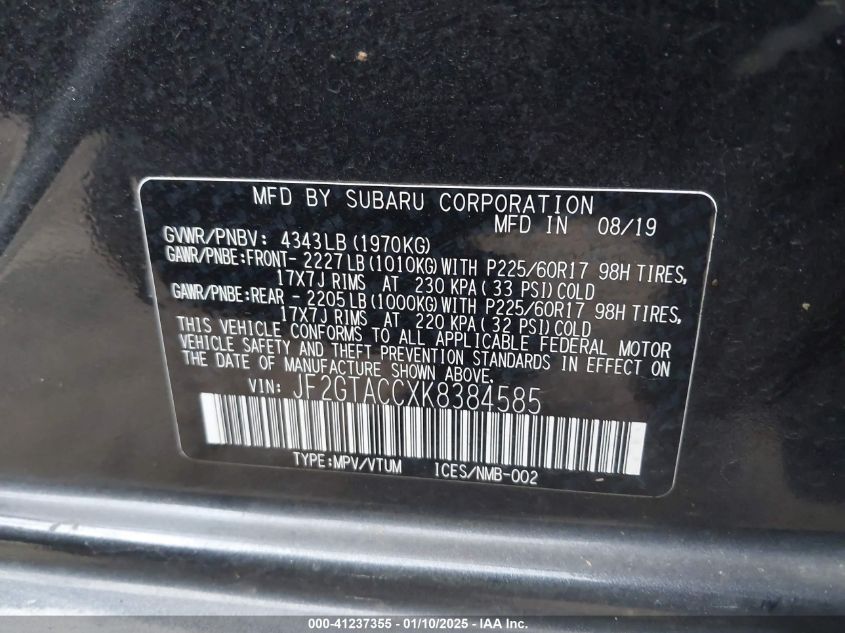 MFD BY SUBARU CORPORATION
MFD IN 08/19
GVWR/PNBV: 4343LB(1970KG)
GAWR/PNBE:FRONT- 2227LB(1010KG)WITH P225/60R17 98H TIRES,
17X7J RIMS AT 230 KPA(33 PSI)COLD
GAWR/PNBE:REAR - 2205LB(1000KG)WITH P225/60R17 98H TIRES,
17X7J RIMS AT 220 KPA(32 PSI)COLD
THIS VEHICLE CONFORMS TO ALL APPLICABLE FEDERAL MOTOR
VEHICLE SAFETY AND THEFT PREVENTION STANDARDS IN EFFECT ON
THE DATE OF MANUFACTURE SHOWN ABOVE.
VIN: JF2GTACCXK8384585
TYPE:MPV/VTUM ICES/NMB-002
000-41237355 - 01/10/2025 - IAA Inc.